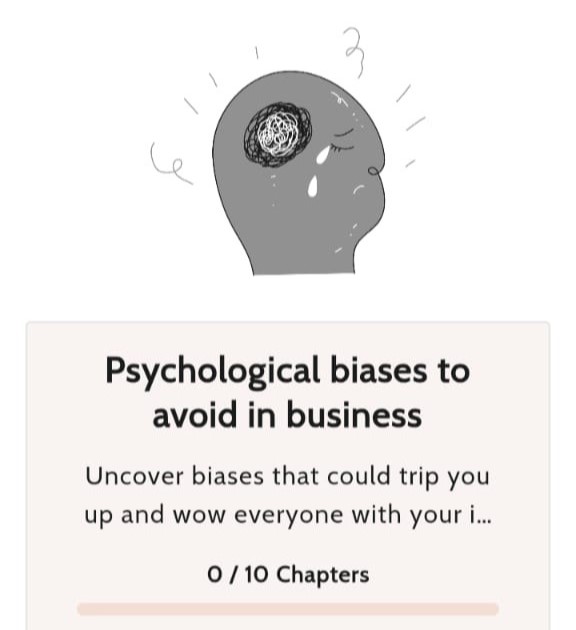 Psychological biases to
avoid in business
Uncover biases that could trip you
up and wow everyone with your i...
0 / 10 Chapters